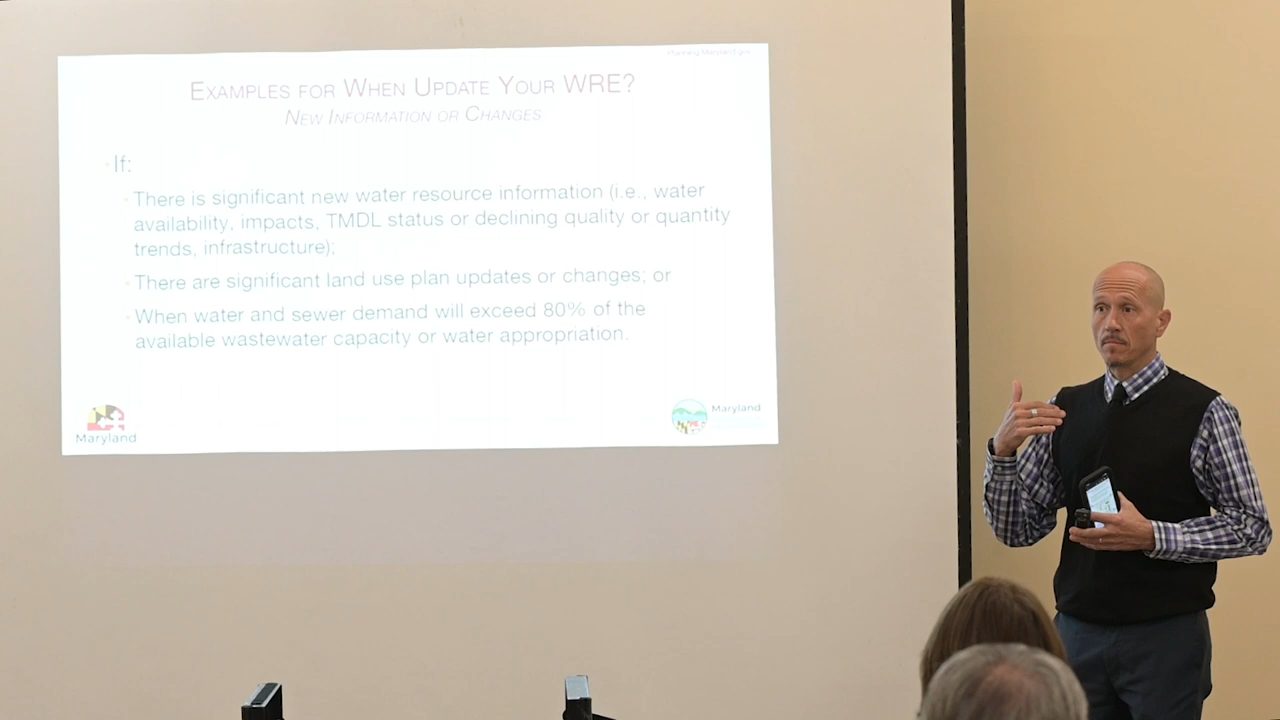 Planning.Maryland.gov
EXAMPLES FOR WHEN UPDATE YOUR WRE?
NEW INFORMATION OR CHANGES
If:
There is significant new water resource information (i.e., water
availability, impacts, TMDL status or declining quality or quantity
trends, infrastructure);
There are significant land use plan updates or changes; or
When water and sewer demand will exceed 80% of the
available wastewater capacity or water appropriation.
Maryland
Maryland